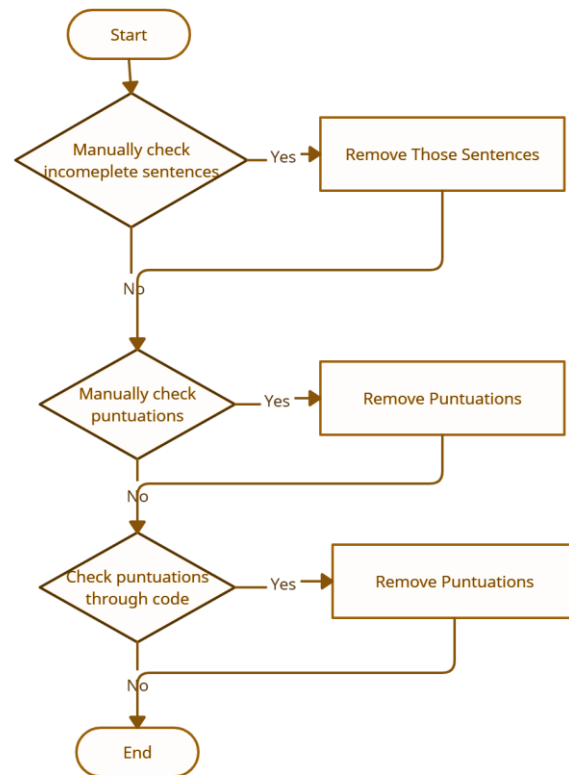 Start
Manually check
incomeplete sentences
Yes
Remove Those Sentences
No
Manually check
puntuations
Yes
Remove Puntuations
No
Check puntuations
through code
Yes
Remove Puntuations
No
End